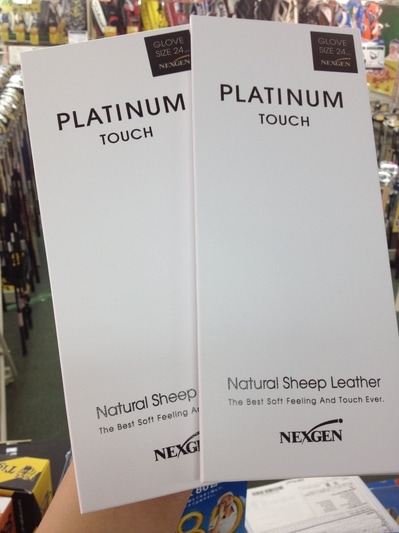 GLOVE
SIZE 24
NEXGEN
PLATINUM
TOUCH
Natural Sheep
The Best Soft Feeling
NEXGEN
GLOVE
SIZE 24
NEXGEN
PLATINUM
TOUCH
Natural Sheep Leather
The Best Soft Feeling And Touch Ever.
NEXGEN